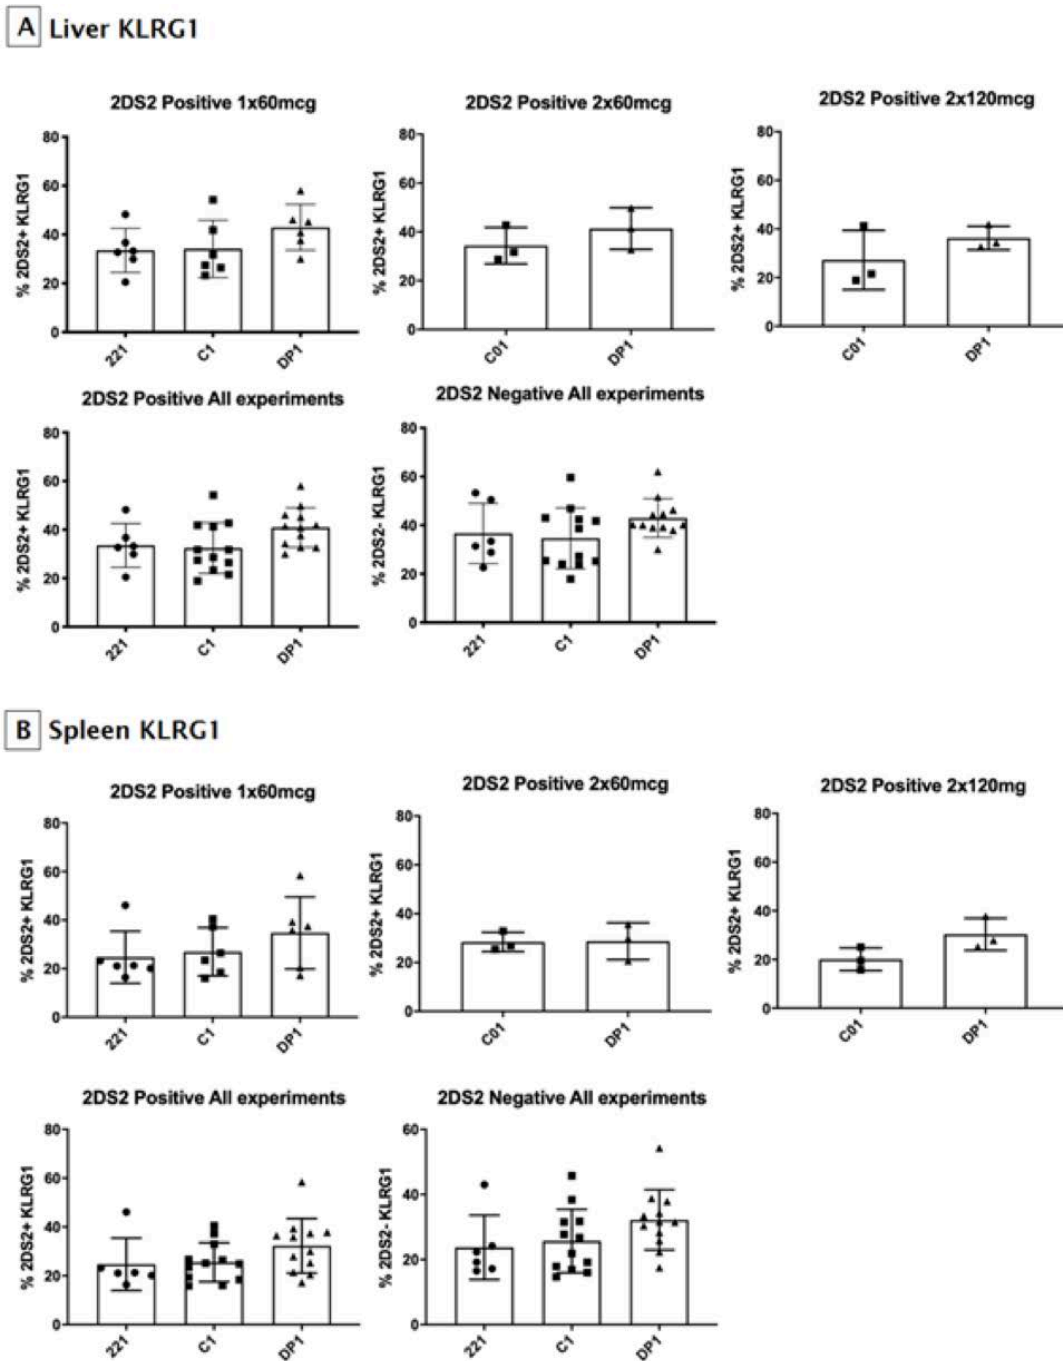 A Liver KLRG1
2DS2 Positive 1x60mcg
% 2DS2+ KLRG1
80
60
40
20
0
221
C1
DP1
2DS2 Positive 2x60mcg
% 2DS2+ KLRG1
80
60
40
20
0
C01
DP1
2DS2 Positive 2x120mcg
% 2DS2+ KLRG1
80
60
40
20
0
C01
DP1
2DS2 Positive All experiments
% 2DS2+ KLRG1
80
60
40
20
0
221
C1
DP1
2DS2 Negative All experiments
% 2DS2- KLRG1
80
60
40
20
0
221
C1
DP1
B Spleen KLRG1
2DS2 Positive 1x60mcg
% 2DS2+ KLRG1
80
60
40
20
0
221
C1
DP1
2DS2 Positive 2x60mcg
% 2DS2+ KLRG1
80
60
40
20
0
C01
DP1
2DS2 Positive 2x120mg
% 2DS2+ KLRG1
80
60
40
20
0
C01
DP1
2DS2 Positive All experiments
% 2DS2+ KLRG1
80
60
40
20
0
221
C1
DP1
2DS2 Negative All experiments
% 2DS2- KLRG1
60
40
20
0
221
C1
DP1